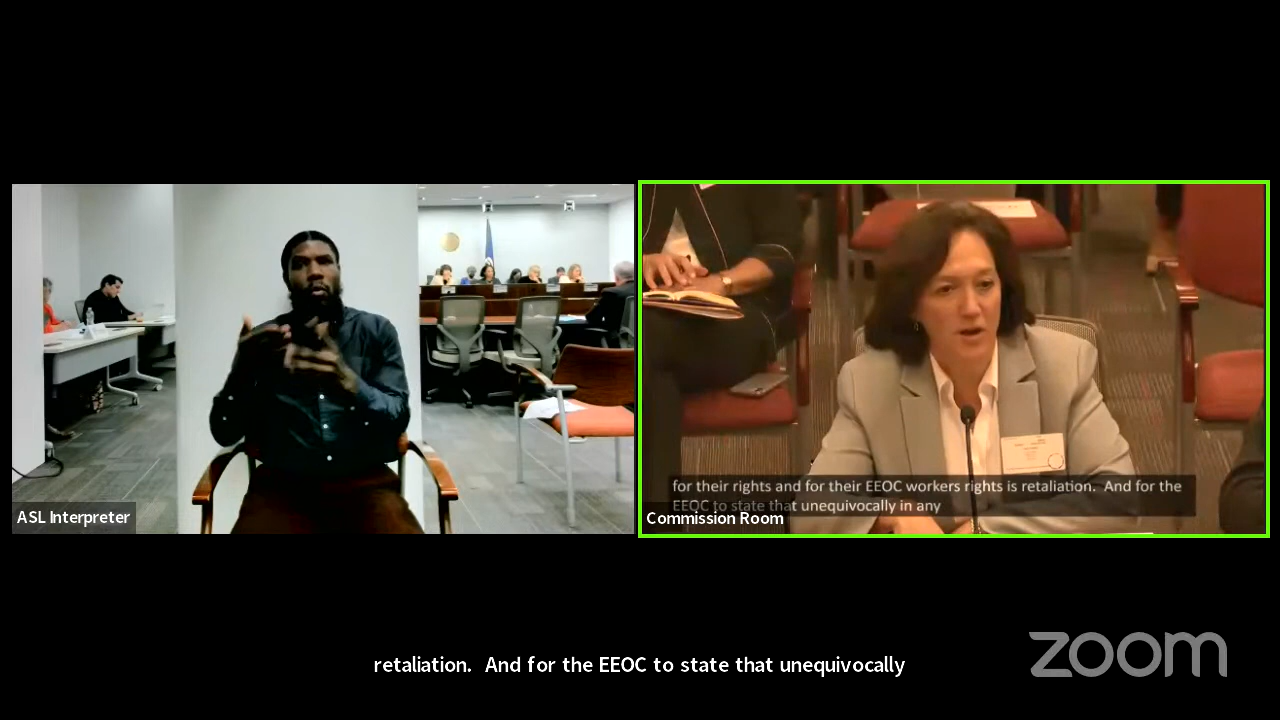 for their rights and for their EEOC workers rights is retaliation.  And for the
EEOC to state that unequivocally in any
ASL Interpreter
Commission Room
retaliation.  And for the EEOC to state that unequivocally
zoom